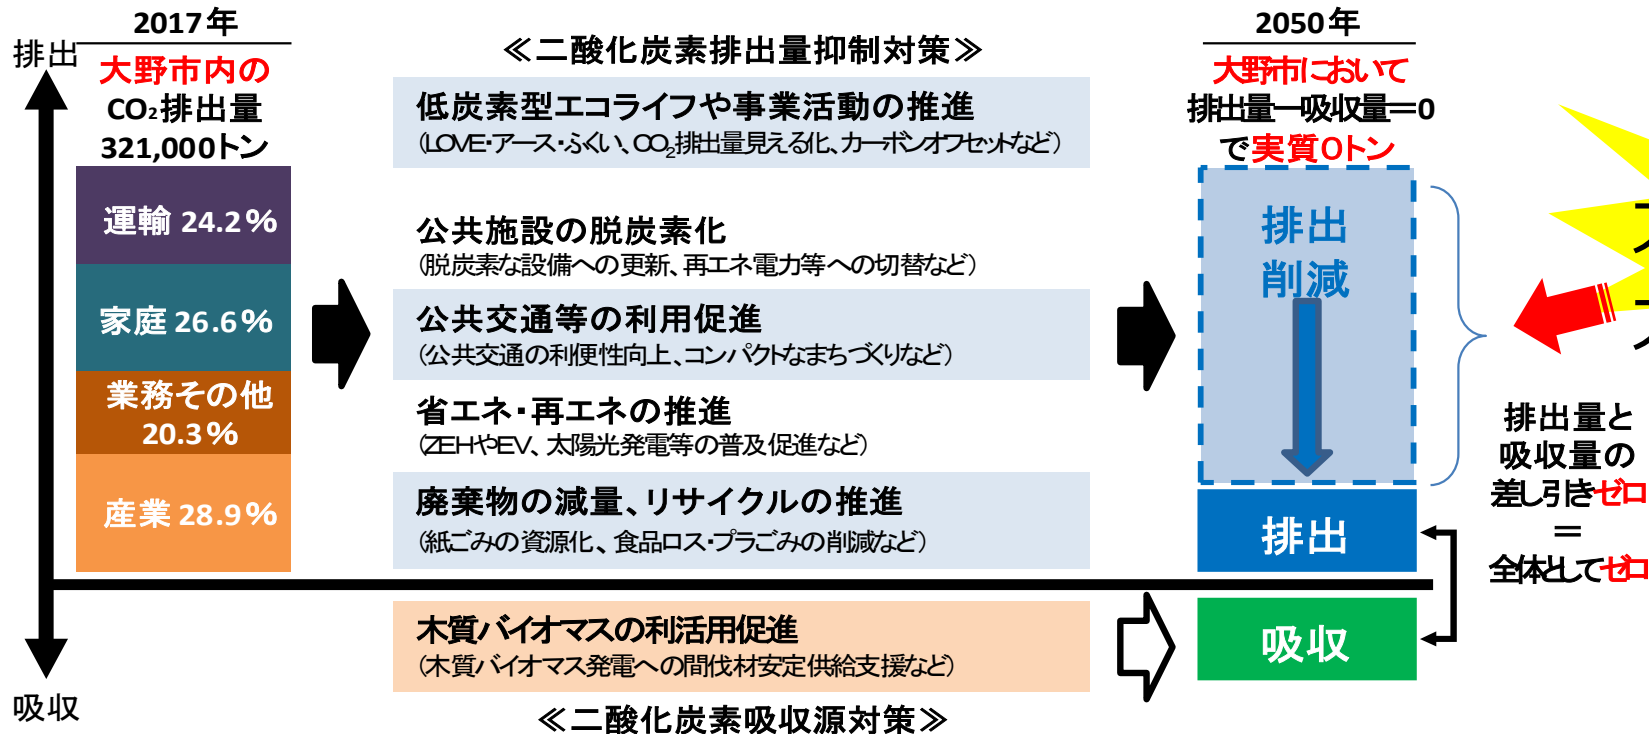 2017年
排出
大野市内の
CO₂排出量
321,000トン
運輸 24.2%
家庭 26.6%
業務その他
20.3%
産業 28.9%
吸収
≪二酸化炭素排出量抑制対策≫
低炭素型エコライフや事業活動の推進
(LOVE・アース・ふくい、CO₂排出量見える化、カーボンオフセットなど)
公共施設の脱炭素化
(脱炭素な設備への更新、再エネ電力等への切替など)
公共交通等の利用促進
(公共交通の利便性向上、コンパクトなまちづくりなど)
省エネ・再エネの推進
(ZEHやEV、太陽光発電等の普及促進など)
廃棄物の減量、リサイクルの推進
(紙ごみの資源化、食品ロス・プラごみの削減など)
木質バイオマスの利活用促進
(木質バイオマス発電への間伐材安定供給支援など)
≪二酸化炭素吸収源対策≫
2050年
大野市において
排出量ー吸収量=0
で実質0トン
排出
削減
排出
吸収
排出量と
吸収量の
差し引きゼロ
=
全体としてゼロ